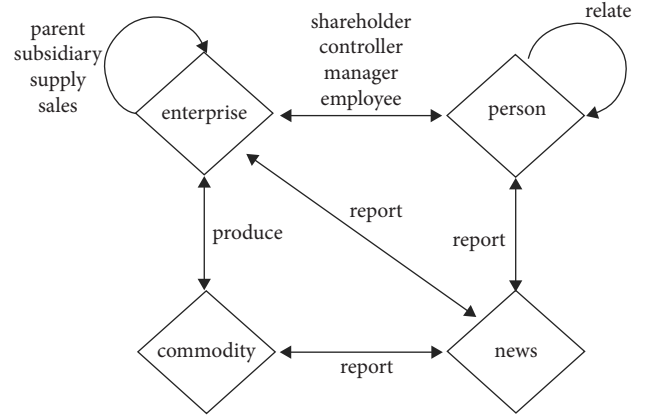 parent
subsidiary
supply
sales
enterprise
shareholder
controller
manager
employee
relate
person
produce
report
report
commodity
report
news